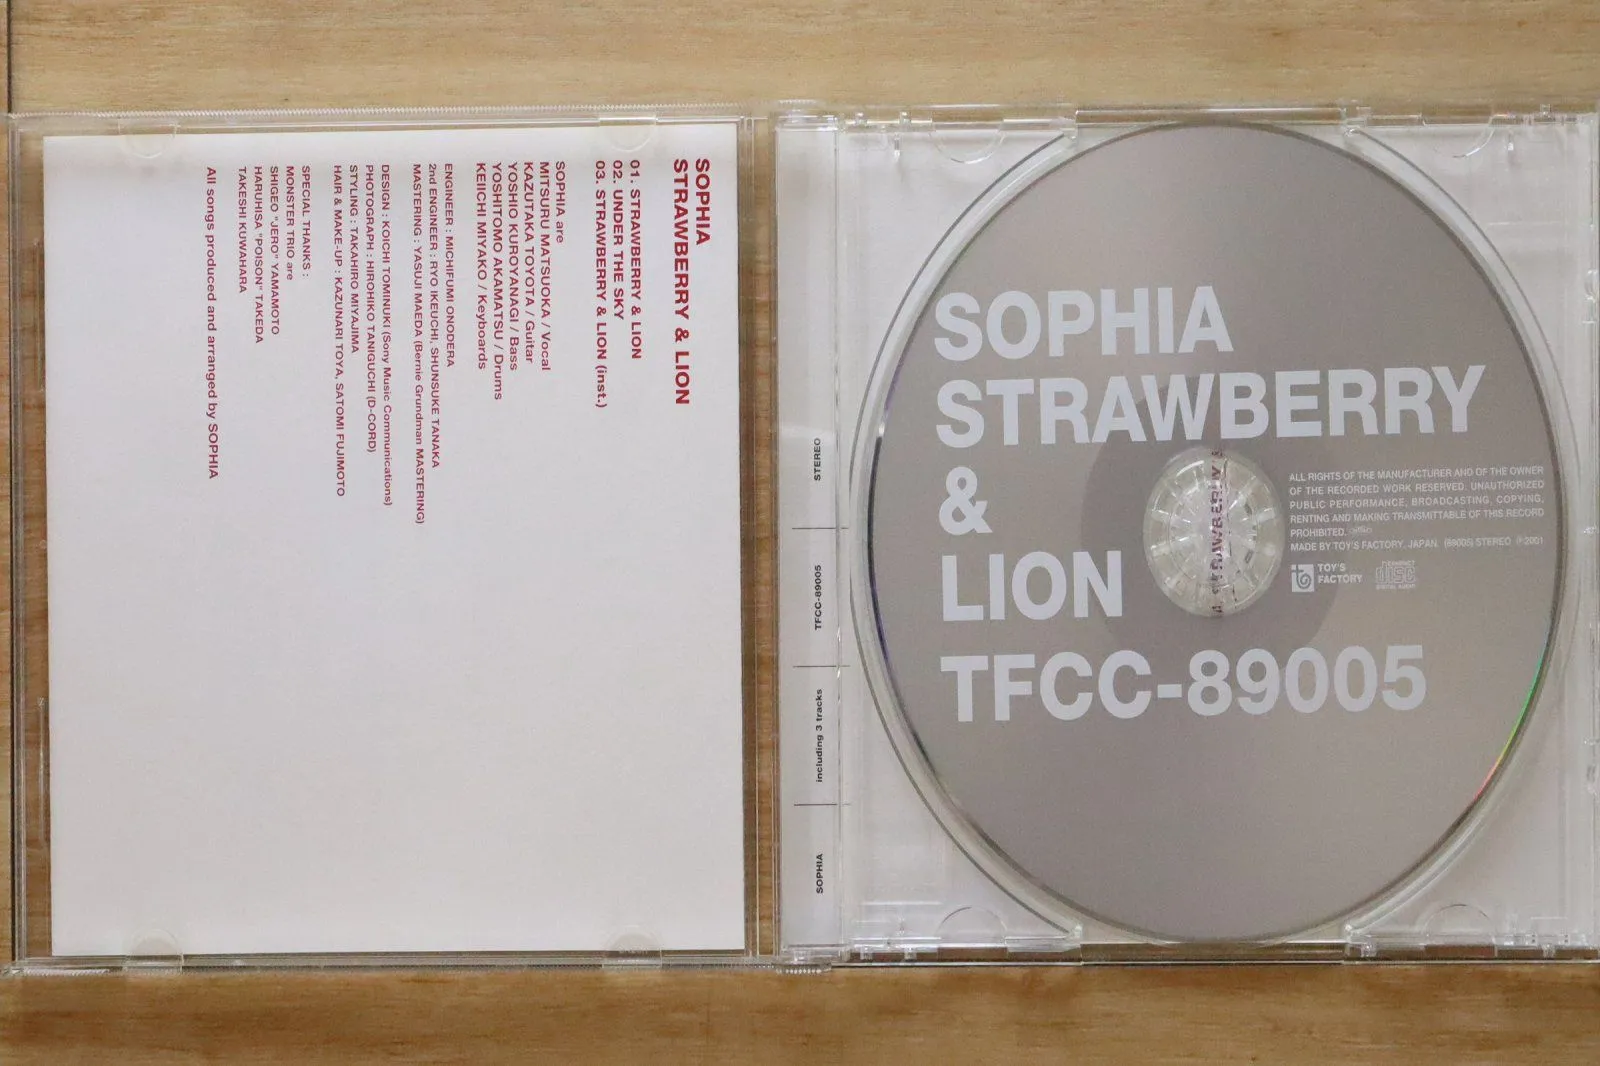 SOPHIA
STRAWBERRY & LION
01. STRAWBERRY & LION
02. UNDER THE SKY
03. STRAWBERRY & LION (inst.)
SOPHIA are
MITSURU MATSUOKA / Vocal
KAZUTAKA TOYOTA / Guitar
YOSHIO KUROYANAGI / Bass
YOSHITOMO AKAMATSU / Drums
KEIICHI MIYAKO / Keyboards
ENGINEER : MICHIFUMI ONODERA
2nd ENGINEER : RYO IKEUCHI, SHUNSUKE TANAKA
MASTERING : YASUJI MAEDA (Bernie Grundman MASTERING)
DESIGN : KOICHI TOMINUKI (Sony Music Communications)
PHOTOGRAPH : HIROHIKO TANIGUCHI (D-CORD)
STYLING : TAKAHIRO MIYAJIMA
HAIR & MAKE-UP : KAZUNARI TOYA, SATOMI FUJIMOTO
SPECIAL THANKS :
MONSTER TRIO are
SHIGEO "JERO" YAMAMOTO
HARUHISA "POISON" TAKEDA
TAKESHI KUWAHARA
All songs produced and arranged by SOPHIA
STEREO
TFCC-89005
including 3 tracks
SOPHIA
SOPHIA
STRAWBERRY
&
LION
TFCC-89005
ALL RIGHTS OF THE MANUFACTURER AND OF THE OWNER
OF THE RECORDED WORK RESERVED. UNAUTHORIZED
PUBLIC PERFORMANCE, BROADCASTING, COPYING,
RENTING AND MAKING TRANSMITTABLE OF THIS RECORD
PROHIBITED.
MADE BY TOY'S FACTORY, JAPAN. (89005) STEREO ℗2001
TOY'S
FACTORY
COMPACT
disc
DIGITAL AUDIO